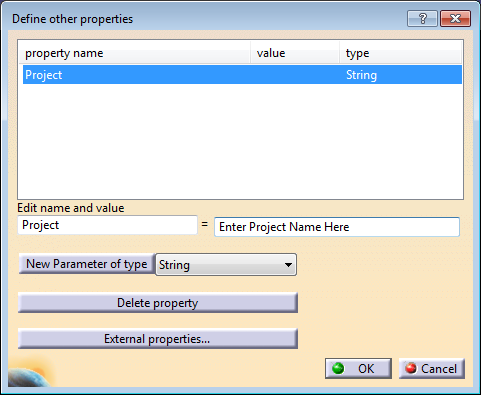 Define other properties
?
property name value type
Project String
Edit name and value
Project = Enter Project Name Here
New Parameter of type String
Delete property
External properties...
OK Cancel